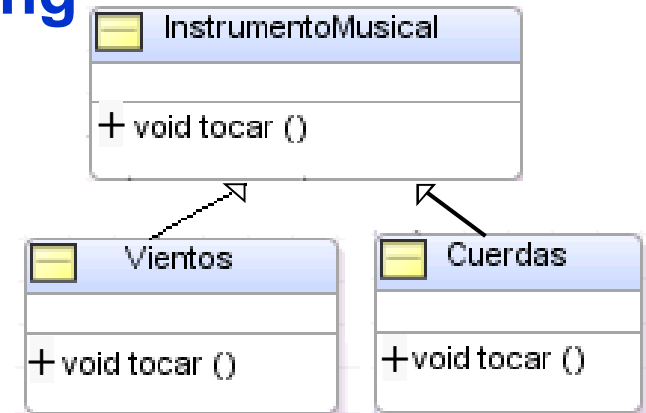 ng
InstrumentoMusical
+ void tocar ()
Vientos
Cuerdas
+ void tocar ()
+void tocar ()